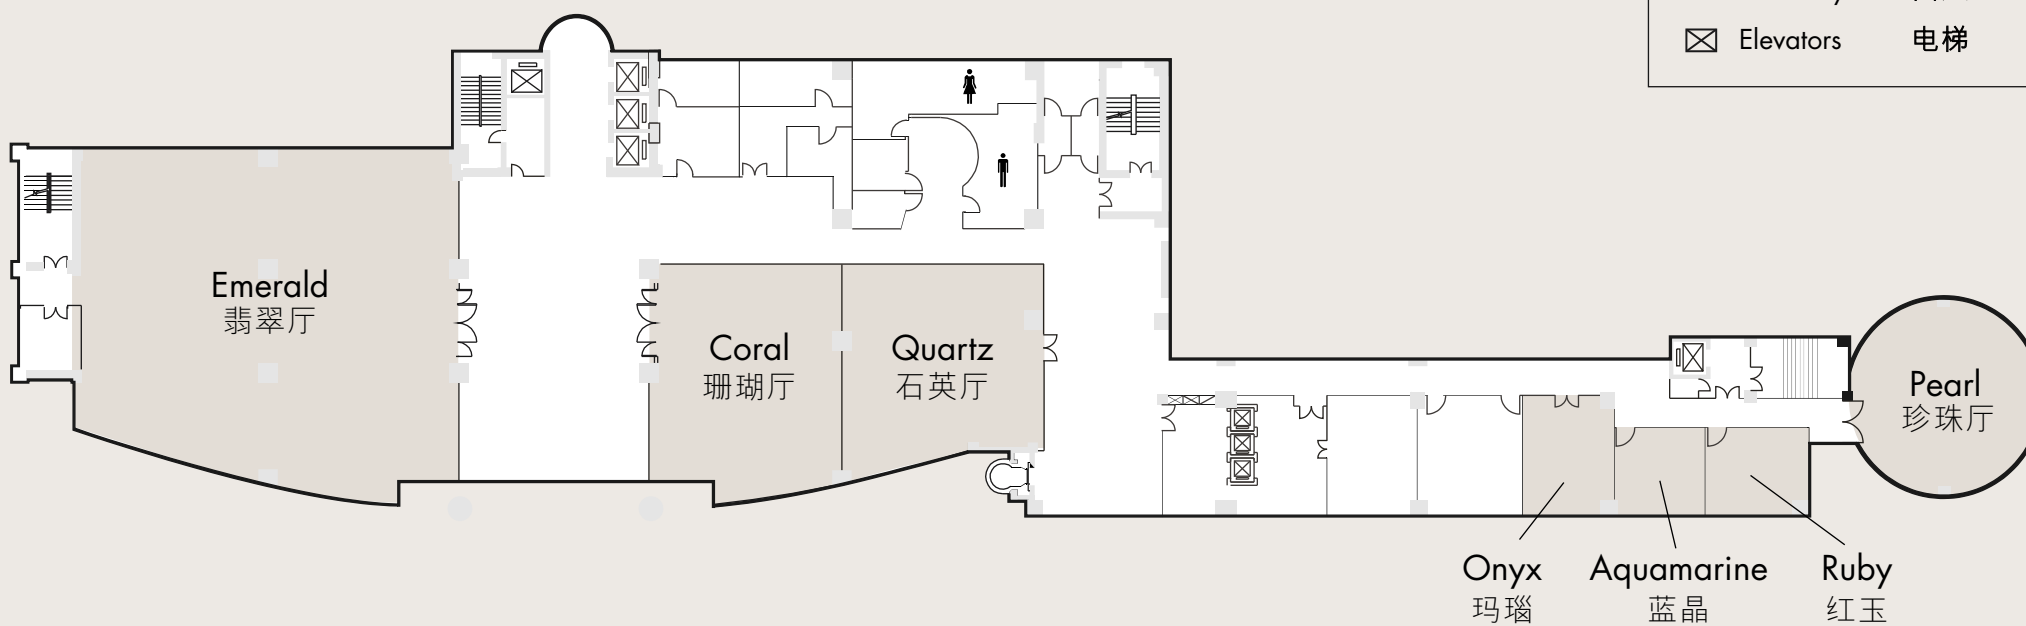 Elevators 电梯
Emerald
翡翠厅
Coral
珊瑚厅
Quartz
石英厅
Pearl
珍珠厅
Onyx
玛瑙
Aquamarine
蓝晶
Ruby
红玉